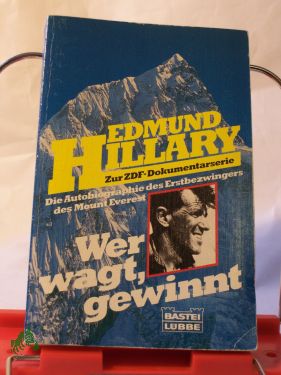 EDMUND
HILLARY
Zur ZDF-Dokumentarserie
Die Autobiographie des Erstbezwingers
des Mount Everest
Wer
wagt,
gewinnt
BASTEI
LÜBBE